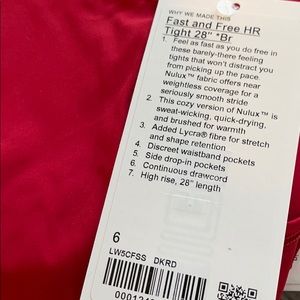 WHY WE MADE THIS
Fast and Free HR
Tight 28" *Br
1. Feel as fast as you do free in
these barely-there feeling
tights that won't distract you
from picking up the pace.
Nulux™ fabric offers near
weightless coverage for a
seriously smooth stride
2. This cozy version of Nulux™ is
sweat-wicking, quick-drying,
and brushed for warmth
3. Added Lycra® fibre for stretch
and shape retention
4. Discreet waistband pockets
5. Side drop-in pockets
6. Continuous drawcord
7. High rise, 28" length
6
LW5CFSS DKRD